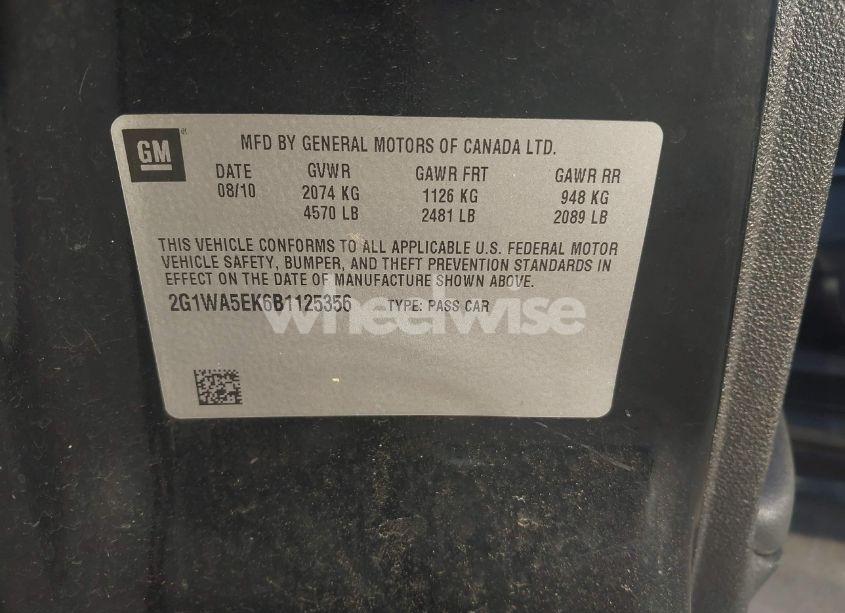 GM
MFD BY GENERAL MOTORS OF CANADA LTD.
DATE GVWR GAWR FRT GAWR RR
08/10 2074 KG 1126 KG 948 KG
4570 LB 2481 LB 2089 LB
THIS VEHICLE CONFORMS TO ALL APPLICABLE U.S. FEDERAL MOTOR
VEHICLE SAFETY, BUMPER, AND THEFT PREVENTION STANDARDS IN
EFFECT ON THE DATE OF MANUFACTURE SHOWN ABOVE.
2G1WA5EK6B1125356 TYPE: PASS CAR
wheelwise